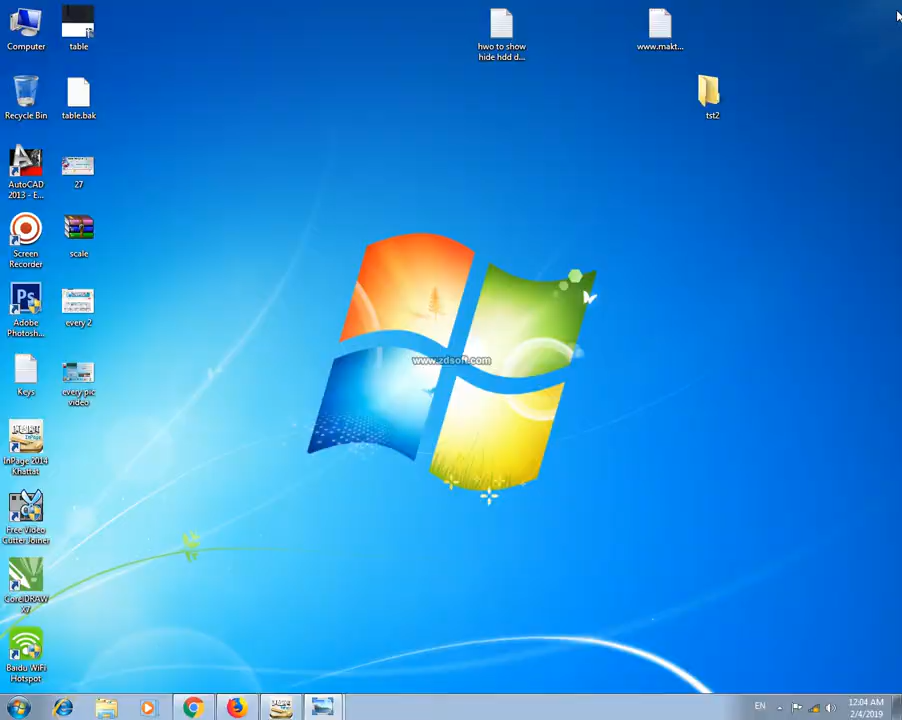 Computer
table
hwo to show
hide hdd d...
www.makt...
Recycle Bin
table.bak
tst2
AutoCAD
2013 - E...
27
Screen
Recorder
scale
Ps
Adobe
Photosh...
every 2
www.zdsoft.com
Keys
every pic
video
InPage 2014
Khattat
Free Video
Cutter Joiner
CorelDRAW
X7
Baidu WiFi
Hotspot
EN
12:04 AM
2/4/2019